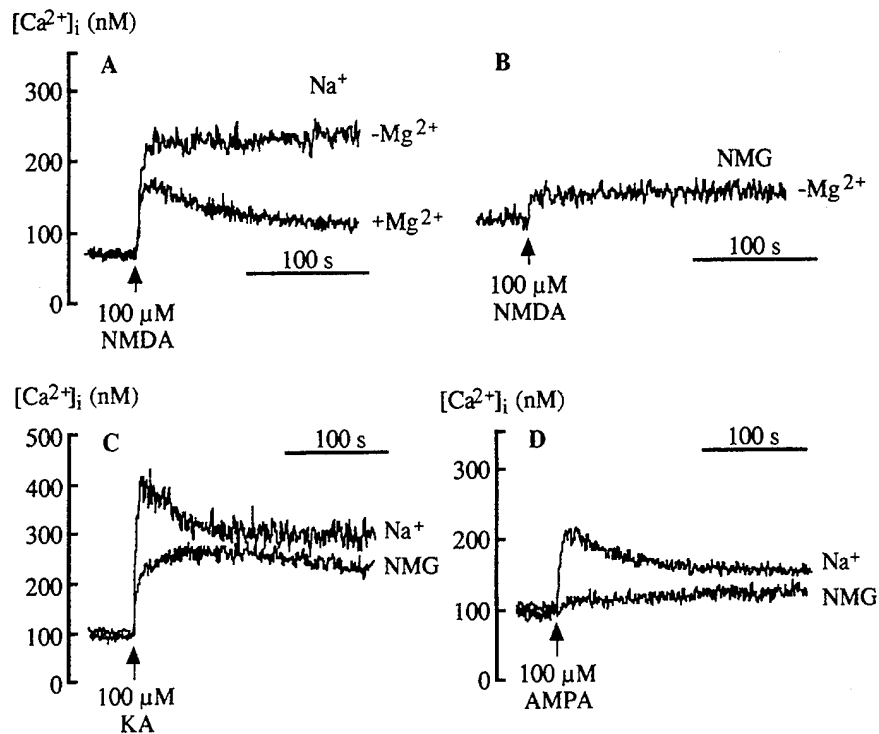 [Ca²⁺]ᵢ (nM)
A
B
Na⁺
300
-Mg²⁺
200
NMG
-Mg²⁺
+Mg²⁺
100
100 s
100 s
0
100 µM
NMDA
100 µM
NMDA
[Ca²⁺]ᵢ (nM)
[Ca²⁺]ᵢ (nM)
500
C
100 s
D
100 s
400
300
300
Na⁺
200
NMG
200
Na⁺
100
100
NMG
0
0
100 µM
KA
100 µM
AMPA